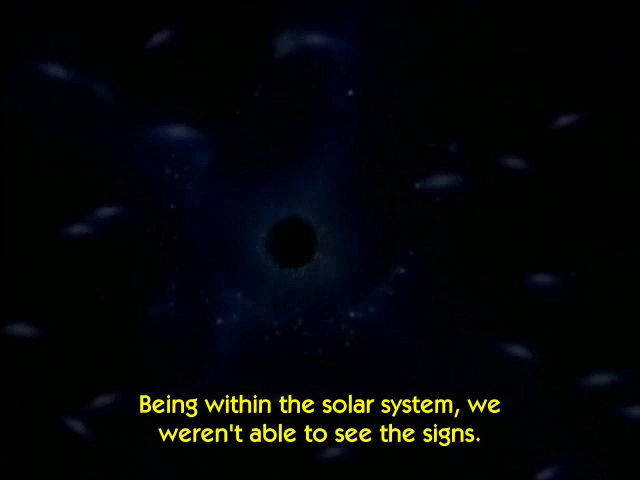 Being within the solar system, we
weren't able to see the signs.